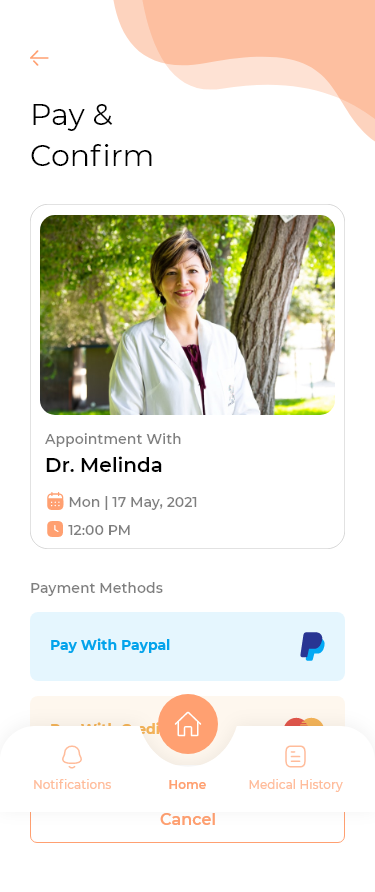 Pay &
Confirm
Appointment With
Dr. Melinda
Mon | 17 May, 2021
12:00 PM
Payment Methods
Pay With Paypal
Notifications
Home
Medical History
Cancel